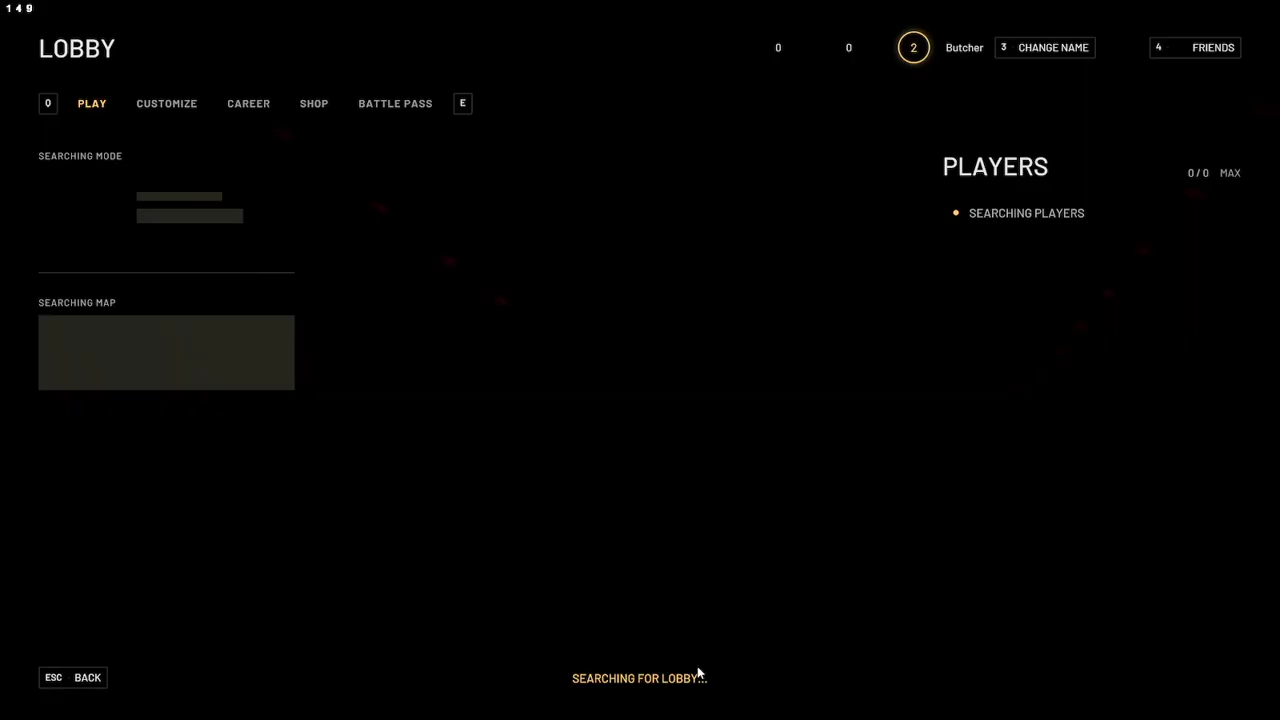 149
LOBBY
0 0 2 Butcher 3 CHANGE NAME 4 FRIENDS
Q PLAY CUSTOMIZE CAREER SHOP BATTLE PASS E
SEARCHING MODE
PLAYERS
0/0 MAX
SEARCHING PLAYERS
SEARCHING MAP
ESC BACK
SEARCHING FOR LOBBY...